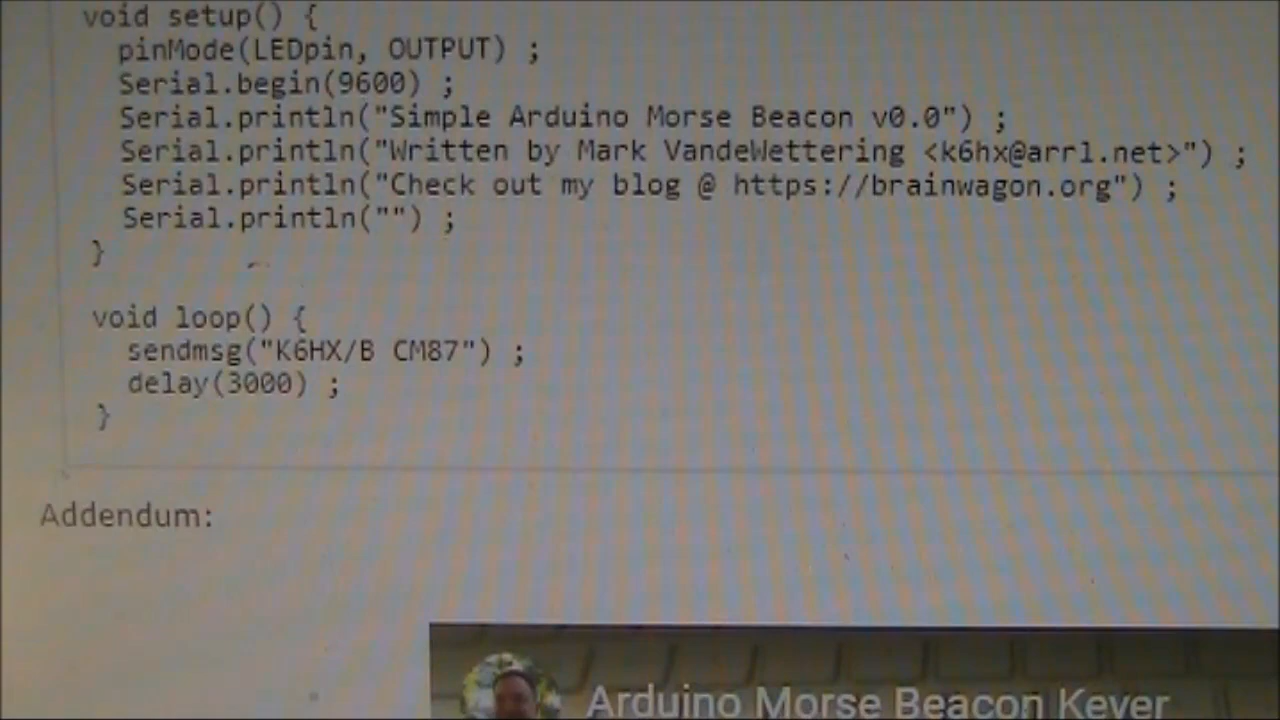 void setup() {
pinMode(LEDpin, OUTPUT) ;
Serial.begin(9600) ;
Serial.println("Simple Arduino Morse Beacon v0.0") ;
Serial.println("Written by Mark VandeWettering <k6hx@arrl.net>") ;
Serial.println("Check out my blog @ https://brainwagon.org") ;
Serial.println("") ;
}
void loop() {
sendmsg("K6HX/B CM87") ;
delay(3000) ;
}
Addendum:
Arduino Morse Beacon Keyer